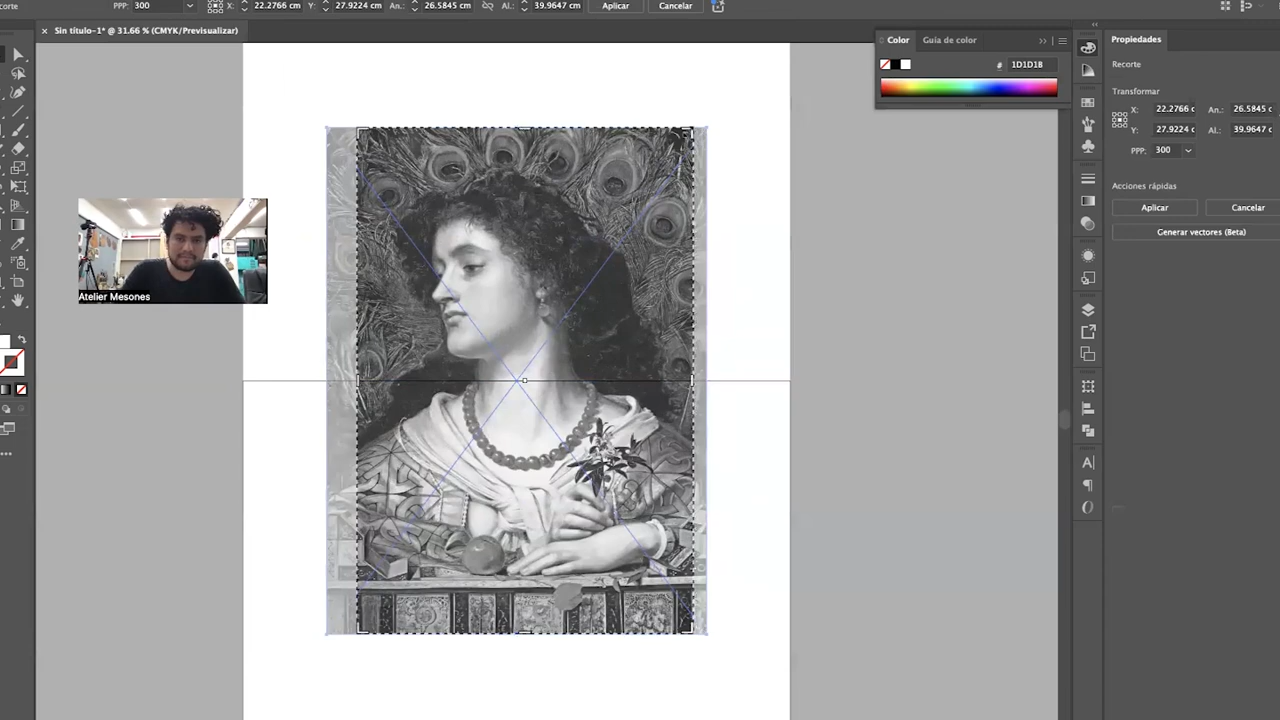 corte PPP: 300 X: 22.2766 cm Y: 27.9224 cm An.: 26.5845 cm Al.: 39.9647 cm Aplicar Cancelar
× Sin título-1* @ 31.66 % (CMYK/Previsualizar)
Color Guía de color
# 1D1D1B
Propiedades
Recorte
Transformar
X: 22.2766 c An.: 26.5845 c
Y: 27.9224 c Al.: 39.9647 c
PPP: 300
Acciones rápidas
Aplicar Cancelar
Generar vectores (Beta)
Atelier Mesones